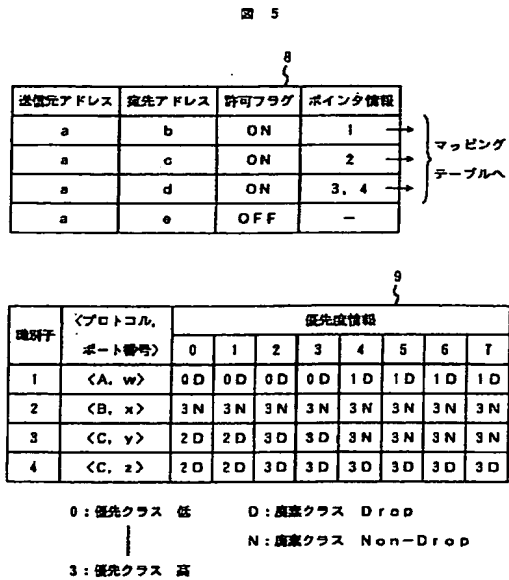 図 5
8
送信元アドレス 宛先アドレス 許可フラグ ポインタ情報
a b ON 1
a c ON 2
a d ON 3, 4
a e OFF —
マッピング
テーブルへ
9
識別子 〈プロトコル, ポート番号〉 優先度情報
0 1 2 3 4 5 6 7
1 〈A, w〉 0D 0D 0D 0D 1D 1D 1D 1D
2 〈B, x〉 3N 3N 3N 3N 3N 3N 3N 3N
3 〈C, y〉 2D 2D 3D 3D 3N 3N 3N 3N
4 〈C, z〉 2D 2D 3D 3D 3D 3D 3D 3D
0:優先クラス 低 D:廃棄クラス Drop
N:廃棄クラス Non-Drop
3:優先クラス 高